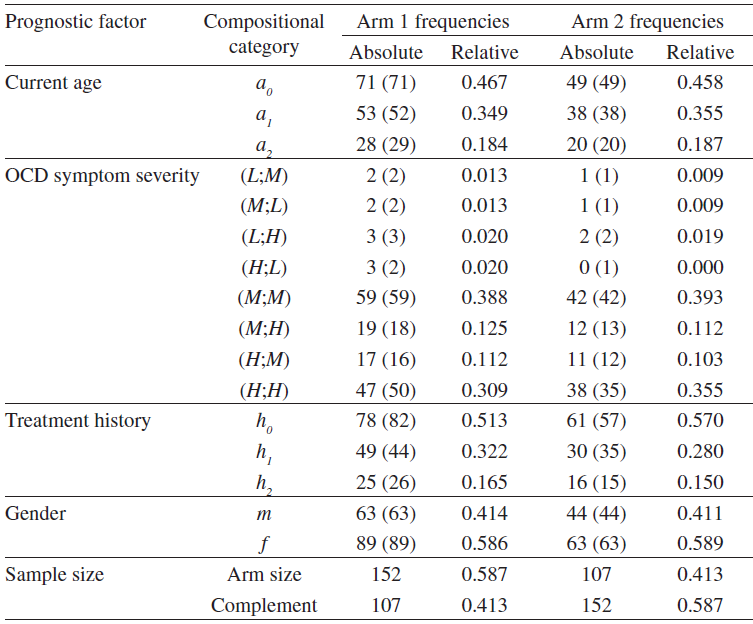 Prognostic factor Compositional category Arm 1 frequencies Arm 2 frequencies
Absolute Relative Absolute Relative
Current age a0 71 (71) 0.467 49 (49) 0.458
a1 53 (52) 0.349 38 (38) 0.355
a2 28 (29) 0.184 20 (20) 0.187
OCD symptom severity (L;M) 2 (2) 0.013 1 (1) 0.009
(M;L) 2 (2) 0.013 1 (1) 0.009
(L;H) 3 (3) 0.020 2 (2) 0.019
(H;L) 3 (2) 0.020 0 (1) 0.000
(M;M) 59 (59) 0.388 42 (42) 0.393
(M;H) 19 (18) 0.125 12 (13) 0.112
(H;M) 17 (16) 0.112 11 (12) 0.103
(H;H) 47 (50) 0.309 38 (35) 0.355
Treatment history h0 78 (82) 0.513 61 (57) 0.570
h1 49 (44) 0.322 30 (35) 0.280
h2 25 (26) 0.165 16 (15) 0.150
Gender m 63 (63) 0.414 44 (44) 0.411
f 89 (89) 0.586 63 (63) 0.589
Sample size Arm size 152 0.587 107 0.413
Complement 107 0.413 152 0.587